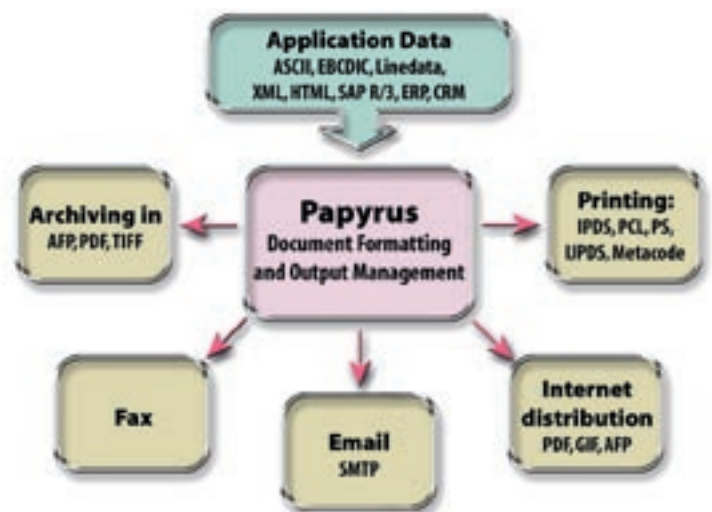 Application Data
ASCII, EBCDIC, Linedata,
XML, HTML, SAP R/3, ERP, CRM
Archiving in
AFP, PDF, TIFF
Papyrus
Document Formatting
and Output Management
Printing:
IPDS, PCL, PS,
IJPDS, Metacode
Fax
Email
SMTP
Internet
distribution
PDF, GIF, AFP